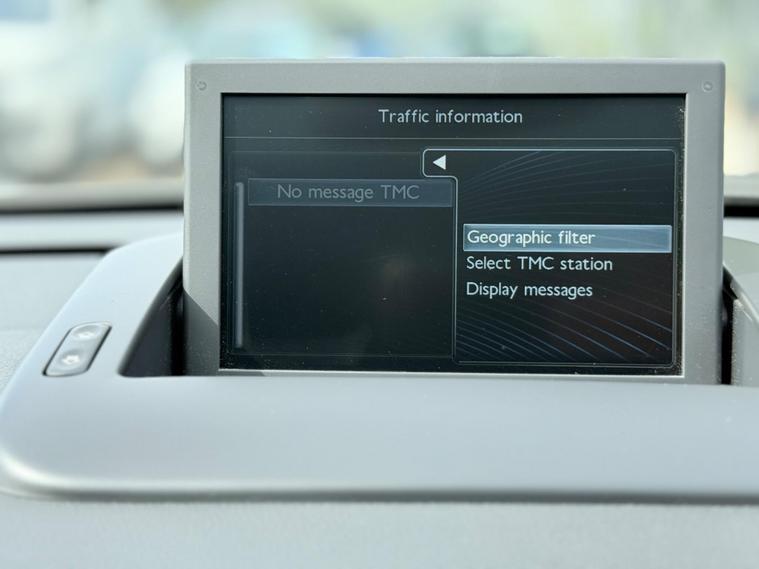 Traffic information
No message TMC
Geographic filter
Select TMC station
Display messages